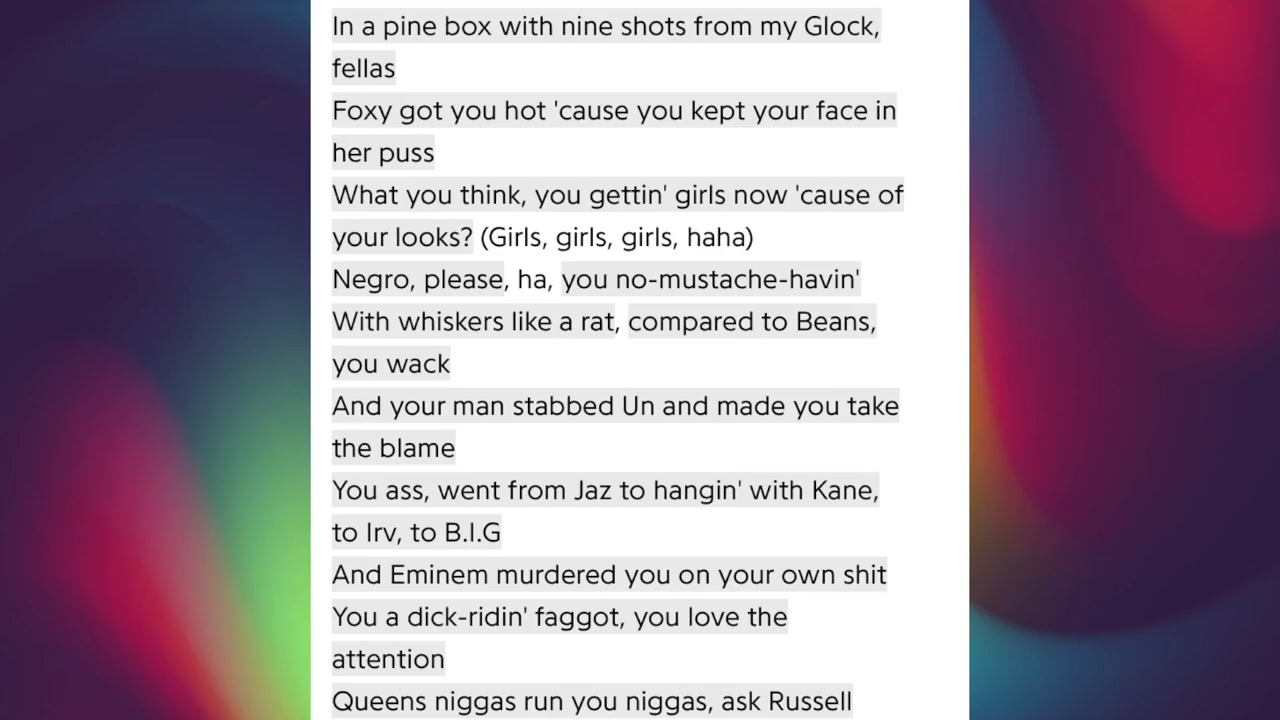 In a pine box with nine shots from my Glock,
fellas
Foxy got you hot 'cause you kept your face in
her puss
What you think, you gettin' girls now 'cause of
your looks? (Girls, girls, girls, haha)
Negro, please, ha, you no-mustache-havin'
With whiskers like a rat, compared to Beans,
you wack
And your man stabbed Un and made you take
the blame
You ass, went from Jaz to hangin' with Kane,
to Irv, to B.I.G
And Eminem murdered you on your own shit
You a dick-ridin' faggot, you love the
attention
Queens niggas run you niggas, ask Russell